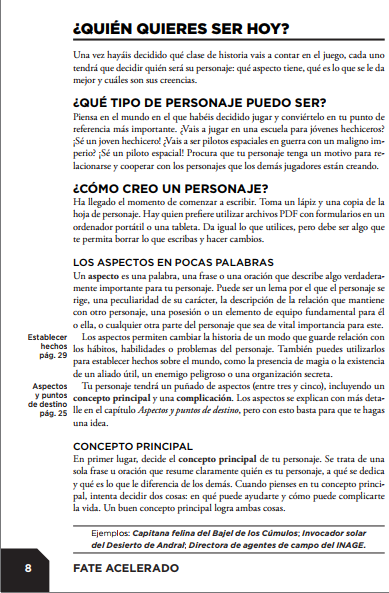 ¿QUIÉN QUIERES SER HOY?
Una vez hayáis decidido qué clase de historia vais a contar en el juego, cada uno
tendrá que decidir quién será su personaje: qué aspecto tiene, qué es lo que se le da
mejor y cuáles son sus creencias.
¿QUÉ TIPO DE PERSONAJE PUEDO SER?
Piensa en el mundo en el que habéis decidido jugar y conviértelo en tu punto de
referencia más importante. ¿Vais a jugar en una escuela para jóvenes hechiceros?
¡Sé un joven hechicero! ¿Vais a ser pilotos espaciales en guerra con un maligno im-
perio? ¡Sé un piloto espacial! Procura que tu personaje tenga un motivo para re-
lacionarse y cooperar con los personajes que los demás jugadores están creando.
¿CÓMO CREO UN PERSONAJE?
Ha llegado el momento de comenzar a escribir. Toma un lápiz y una copia de la
hoja de personaje. Hay quien prefiere utilizar archivos PDF con formularios en un
ordenador portátil o una tableta. Da igual lo que utilices, pero debe ser algo que
te permita borrar lo que escribas y hacer cambios.
LOS ASPECTOS EN POCAS PALABRAS
Un aspecto es una palabra, una frase o una oración que describe algo verdadera-
mente importante para tu personaje. Puede ser un lema por el que el personaje se
rige, una peculiaridad de su carácter, la descripción de la relación que mantiene
con otro personaje, una posesión o un elemento de equipo fundamental para él
o ella, o cualquier otra parte del personaje que sea de vital importancia para este.
Establecer
hechos
pág. 29
Los aspectos permiten cambiar la historia de un modo que guarde relación con
los hábitos, habilidades o problemas del personaje. También puedes utilizarlos
para establecer hechos sobre el mundo, como la presencia de magia o la existencia
de un aliado útil, un enemigo peligroso o una organización secreta.
Aspectos
y puntos
de destino
pág. 25
Tu personaje tendrá un puñado de aspectos (entre tres y cinco), incluyendo un
concepto principal y una complicación. Los aspectos se explican con más deta-
lle en el capítulo Aspectos y puntos de destino, pero con esto basta para que te hagas
una idea.
CONCEPTO PRINCIPAL
En primer lugar, decide el concepto principal de tu personaje. Se trata de una
sola frase u oración que resume claramente quién es tu personaje, a qué se dedica
y qué es lo que le diferencia de los demás. Cuando pienses en tu concepto princi-
pal, intenta decidir dos cosas: en qué puede ayudarte y cómo puede complicarte
la vida. Un buen concepto principal logra ambas cosas.
Ejemplos: Capitana felina del Bajel de los Cúmulos; Invocador solar
del Desierto de Andral; Directora de agentes de campo del INAGE.
8 FATE ACELERADO